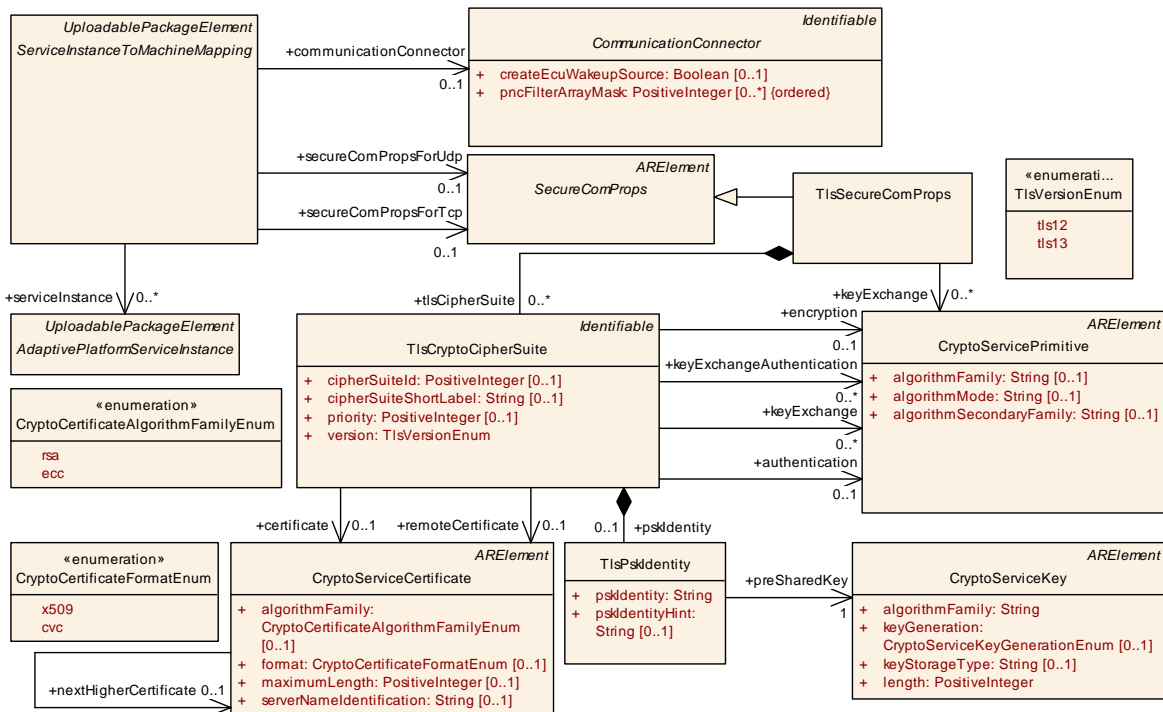 UploadablePackageElement
ServiceInstanceToMachineMapping
+communicationConnector
0..1
Identifiable
CommunicationConnector
+ createEcuWakeupSource: Boolean [0..1]
+ pncFilterArrayMask: PositiveInteger [0..*] {ordered}
+secureComPropsForUdp
0..1
+secureComPropsForTcp
0..1
ARElement
SecureComProps
TlsSecureComProps
«enumerati...
TlsVersionEnum
tls12
tls13
+serviceInstance
0..*
+tlsCipherSuite
0..*
+keyExchange
0..*
UploadablePackageElement
AdaptivePlatformServiceInstance
Identifiable
TlsCryptoCipherSuite
+ cipherSuiteId: PositiveInteger [0..1]
+ cipherSuiteShortLabel: String [0..1]
+ priority: PositiveInteger [0..1]
+ version: TlsVersionEnum
+encryption
0..1
+keyExchangeAuthentication
0..*
+keyExchange
0..*
+authentication
0..1
ARElement
CryptoServicePrimitive
+ algorithmFamily: String [0..1]
+ algorithmMode: String [0..1]
+ algorithmSecondaryFamily: String [0..1]
«enumeration»
CryptoCertificateAlgorithmFamilyEnum
rsa
ecc
+certificate
0..1
+remoteCertificate
0..1
0..1
+pskIdentity
«enumeration»
CryptoCertificateFormatEnum
x509
cvc
ARElement
CryptoServiceCertificate
+ algorithmFamily:
CryptoCertificateAlgorithmFamilyEnum
[0..1]
+ format: CryptoCertificateFormatEnum [0..1]
+ maximumLength: PositiveInteger [0..1]
+ serverNameIdentification: String [0..1]
+nextHigherCertificate 0..1
TlsPskIdentity
+ pskIdentity: String
+ pskIdentityHint:
String [0..1]
+preSharedKey
1
ARElement
CryptoServiceKey
+ algorithmFamily: String
+ keyGeneration:
CryptoServiceKeyGenerationEnum [0..1]
+ keyStorageType: String [0..1]
+ length: PositiveInteger